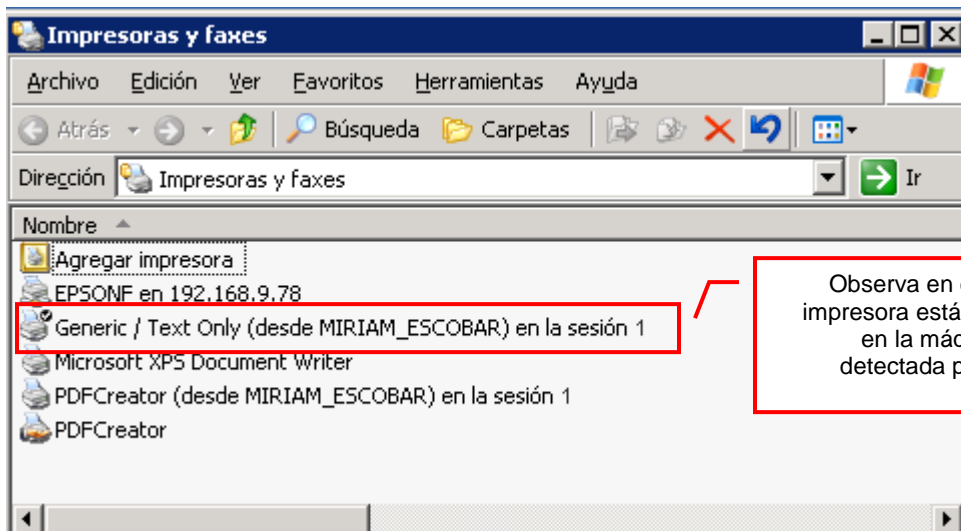 Impresoras y faxes
Archivo Edición Ver Favoritos Herramientas Ayuda
Atrás Búsqueda Carpetas
Dirección Impresoras y faxes Ir
Nombre
Agregar impresora
EPSONF en 192.168.9.78
Generic / Text Only (desde MIRIAM_ESCOBAR) en la sesión 1
Microsoft XPS Document Writer
PDFCreator (desde MIRIAM_ESCOBAR) en la sesión 1
PDFCreator
Observa en
impresora está
en la
detectada